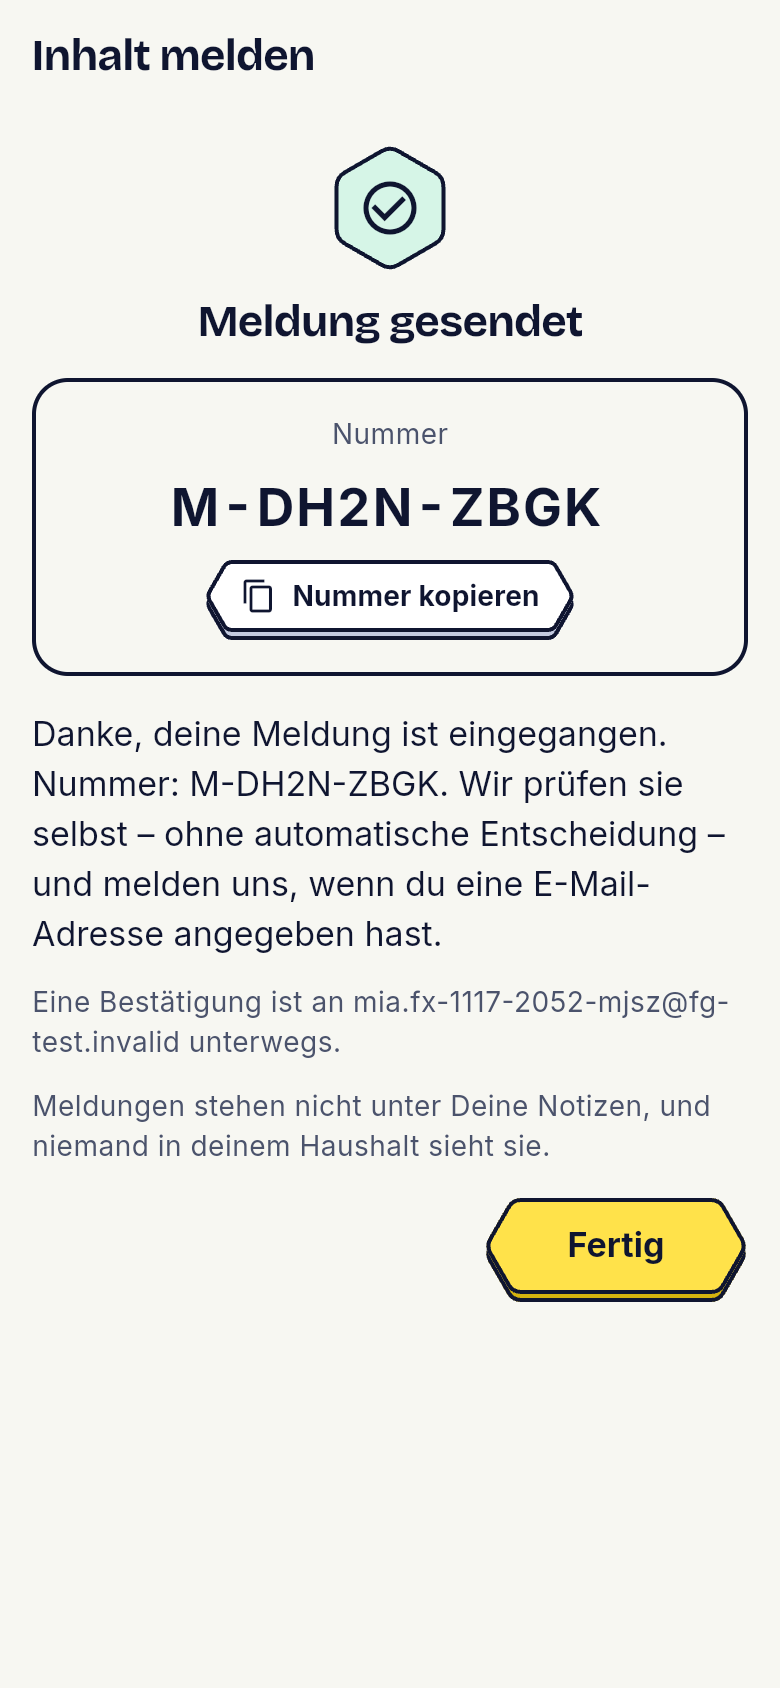 Inhalt melden
Meldung gesendet
Nummer
M-DH2N-ZBGK
Nummer kopieren
Danke, deine Meldung ist eingegangen.
Nummer: M-DH2N-ZBGK. Wir prüfen sie
selbst – ohne automatische Entscheidung –
und melden uns, wenn du eine E-Mail-
Adresse angegeben hast.
Eine Bestätigung ist an mia.fx-1117-2052-mjsz@fg-
test.invalid unterwegs.
Meldungen stehen nicht unter Deine Notizen, und
niemand in deinem Haushalt sieht sie.
Fertig